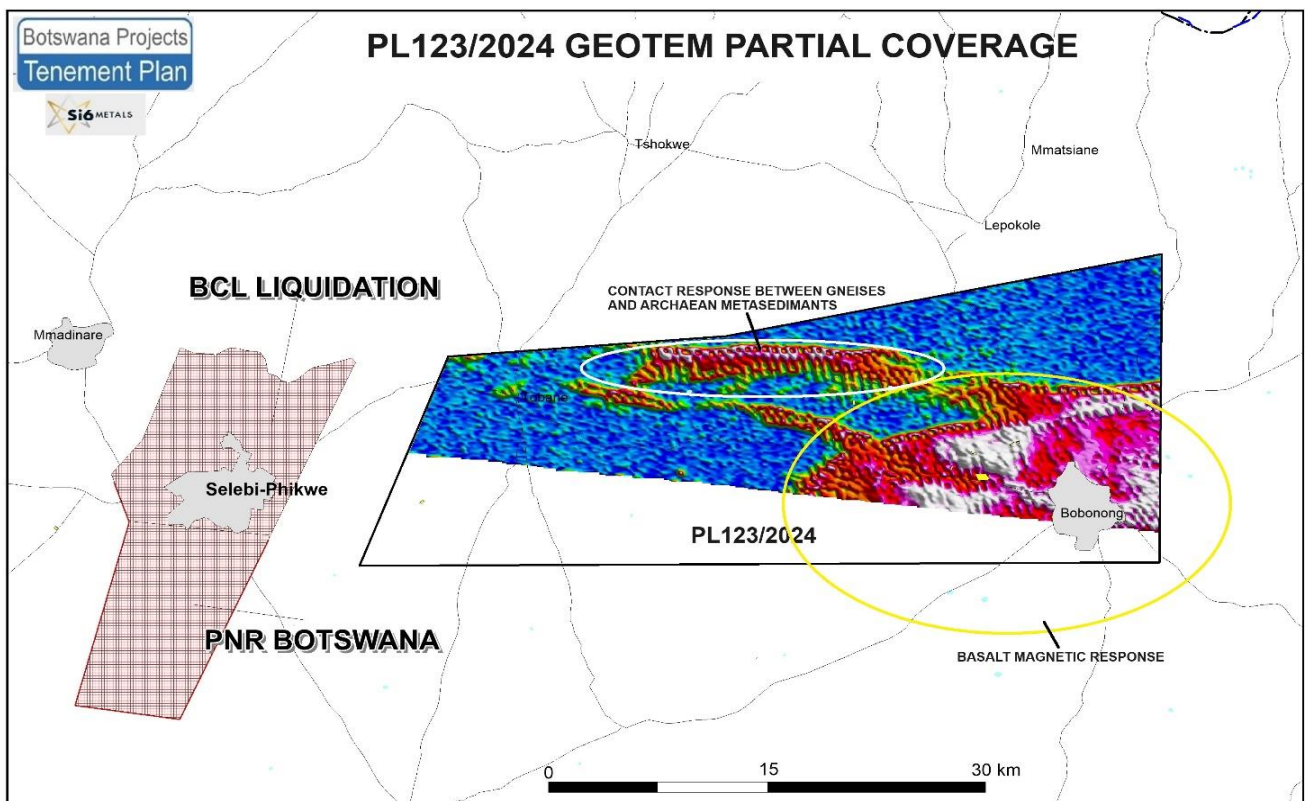 Botswana Projects
Tenement Plan
Si6 METALS
PL123/2024 GEOTEM PARTIAL COVERAGE
Tshokwe
Mmatsiane
Lepokole
BCL LIQUIDATION
CONTACT RESPONSE BETWEEN GNEISES
AND ARCHAEAN METASEDIMANTS
Mmadinare
Tobane
Selebi-Phikwe
Bobonong
PL123/2024
PNR BOTSWANA
BASALT MAGNETIC RESPONSE
0
15
30 km